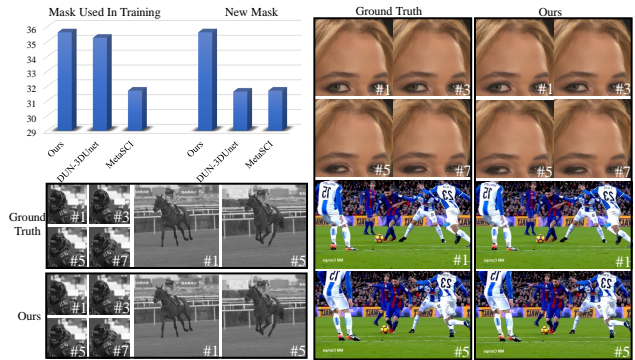 Mask Used In Training
New Mask
36
35
34
33
32
31
30
29
Ours
DUN-3DUnet
MetaSCI
Ours
DUN-3DUnet
MetaSCI
Ground Truth
Ours
#1
#3
#1
#3
#5
#7
#5
#7
Ground
Truth
#1
#3
#5
#7
#1
#5
Ours
#1
#3
#5
#7
#1
#5
#1
#1
#5
#5